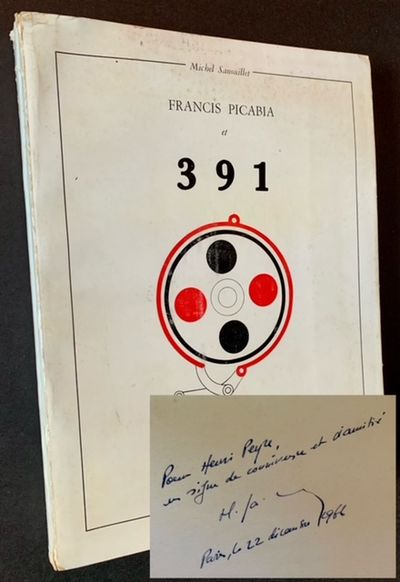 Michel Sanouillet
FRANCIS PICABIA
et
391
Pour Henri Peyre,
en signe de connivence et d'amitié
M. Sa
Paris, le 22 décembre 1966